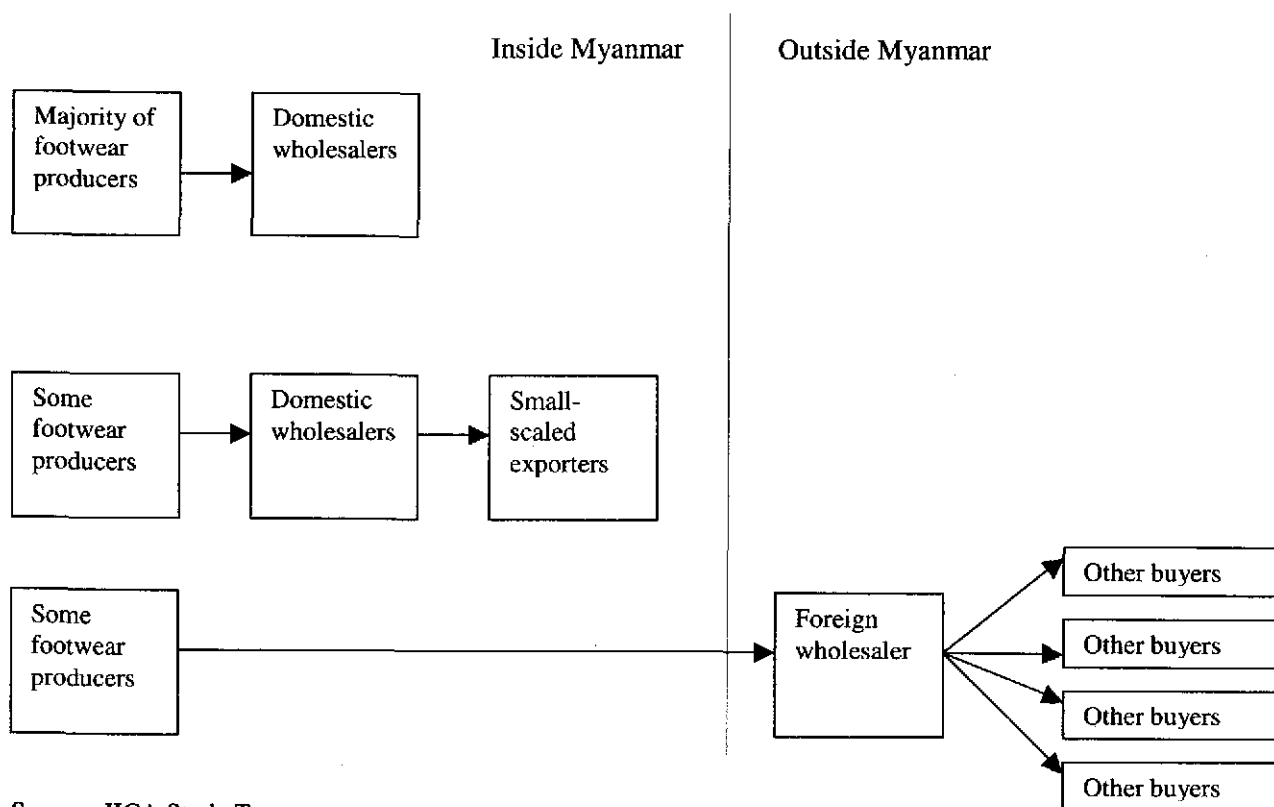 Inside Myanmar
Outside Myanmar
Majority of
footwear
producers
Domestic
wholesalers
Some
footwear
producers
Domestic
wholesalers
Small-
scaled
exporters
Some
footwear
producers
Foreign
wholesaler
Other buyers
Other buyers
Other buyers
Other buyers